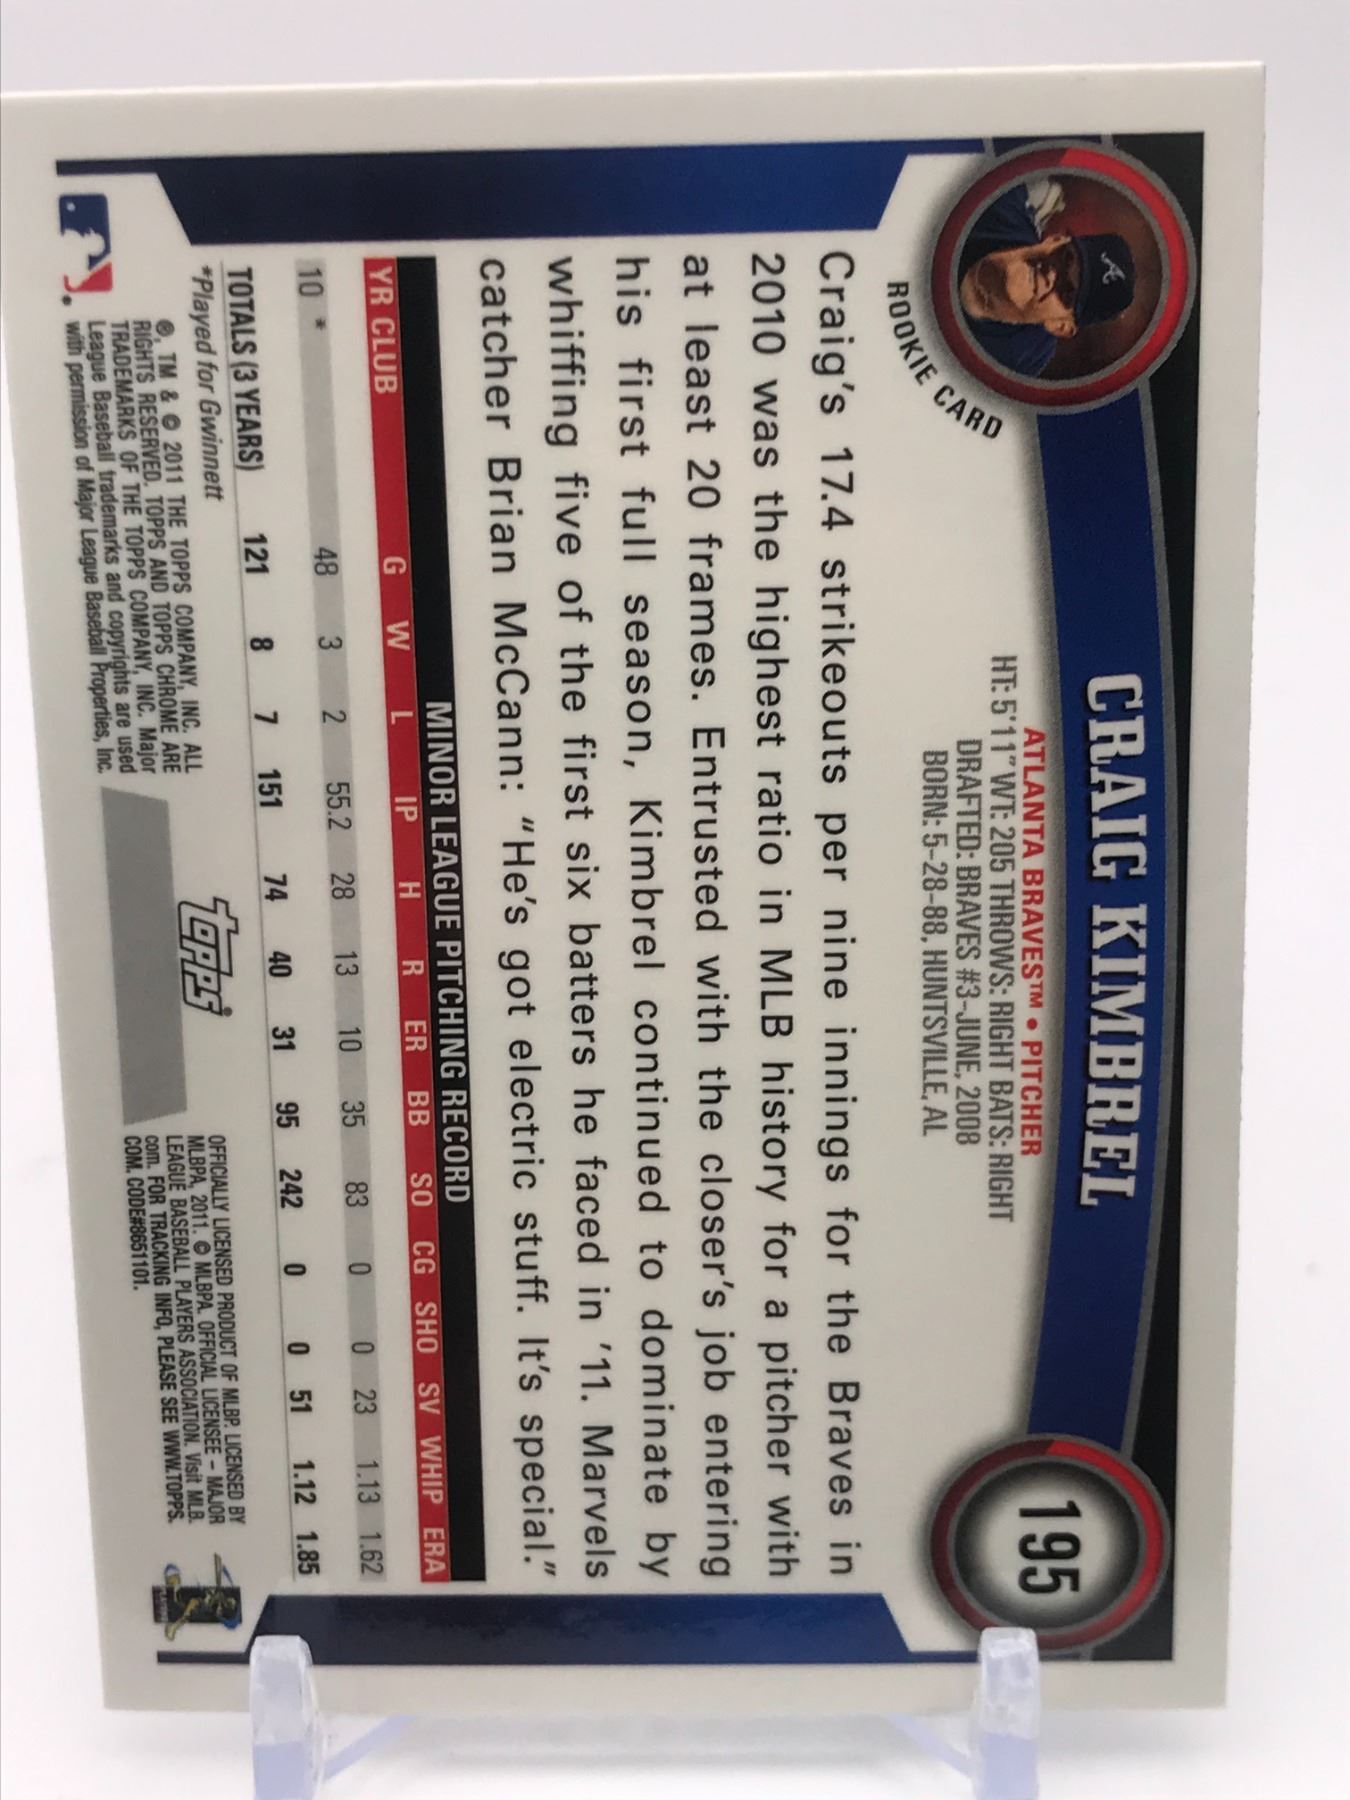 CRAIG KIMBREL
195
ROOKIE CARD
ATLANTA BRAVES™ • PITCHER
HT: 5'11" WT: 205 THROWS: RIGHT BATS: RIGHT
DRAFTED: BRAVES #3-JUNE, 2008
BORN: 5-28-88, HUNTSVILLE, AL
Craig's 17.4 strikeouts per nine innings for the Braves in
2010 was the highest ratio in MLB history for a pitcher with
at least 20 frames. Entrusted with the closer's job entering
his first full season, Kimbrel continued to dominate by
whiffing five of the first six batters he faced in '11. Marvels
catcher Brian McCann: "He's got electric stuff. It's special."
MINOR LEAGUE PITCHING RECORD
YR CLUB G W L IP H R ER BB SO CG SHO SV WHIP ERA
10 * 48 3 2 55.2 28 13 10 35 83 0 0 23 1.13 1.62
TOTALS (3 YEARS) 121 8 7 151 74 40 31 95 242 0 0 51 1.12 1.85
*Played for Gwinnett
®, TM & © 2011 THE TOPPS COMPANY, INC. ALL
RIGHTS RESERVED. TOPPS AND TOPPS CHROME ARE
TRADEMARKS OF THE TOPPS COMPANY, INC. Major
League Baseball trademarks and copyrights are used
with permission of Major League Baseball Properties, Inc.
topps
OFFICIALLY LICENSED PRODUCT OF MLBP. LICENSED BY
MLBPA, 2011. © MLBPA. OFFICIAL LICENSEE – MAJOR
LEAGUE BASEBALL PLAYERS ASSOCIATION. Visit MLB.
com. FOR TRACKING INFO, PLEASE SEE WWW.TOPPS.
COM. CODE#8651101.